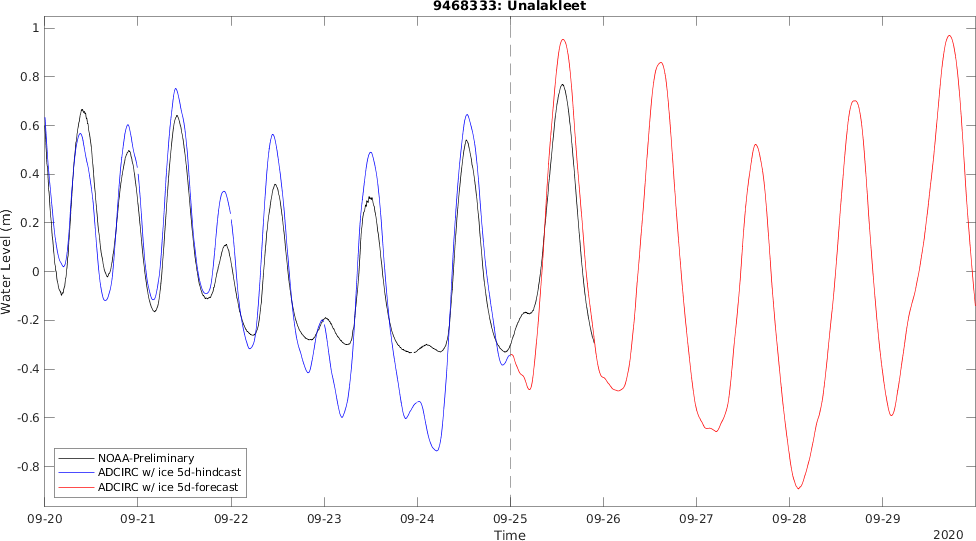 9468333: Unalakleet
1
0.8
0.6
0.4
0.2
0
-0.2
-0.4
-0.6
-0.8
Water Level (m)
NOAA-Preliminary
ADCIRC w/ ice 5d-hindcast
ADCIRC w/ ice 5d-forecast
09-20 09-21 09-22 09-23 09-24 09-25 09-26 09-27 09-28 09-29
Time
2020